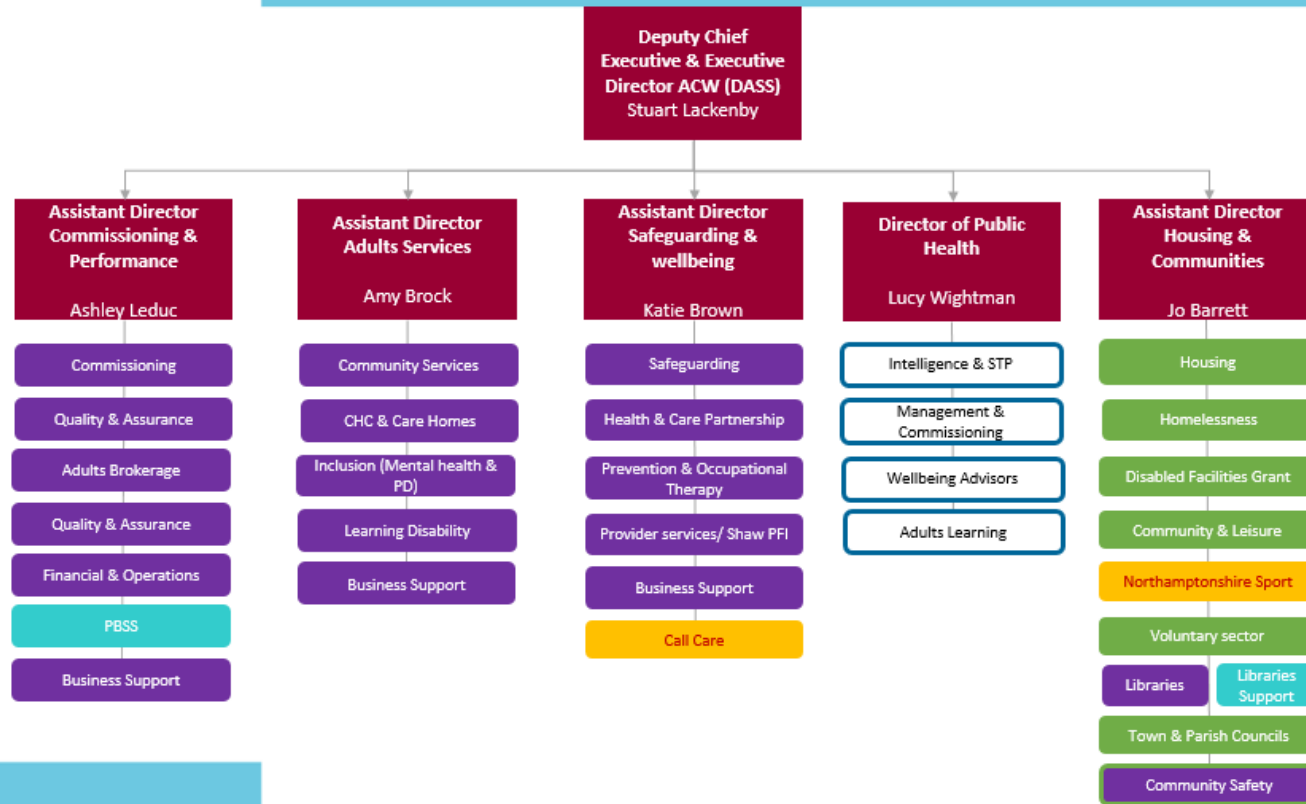 Deputy Chief
Executive & Executive
Director ACW (DASS)
Stuart Lackenby
Assistant Director
Commissioning &
Performance
Ashley Leduc
Commissioning
Quality & Assurance
Adults Brokerage
Quality & Assurance
Financial & Operations
PBSS
Business Support
Assistant Director
Adults Services
Amy Brock
Community Services
CHC & Care Homes
Inclusion (Mental health &
PD)
Learning Disability
Business Support
Assistant Director
Safeguarding &
wellbeing
Katie Brown
Safeguarding
Health & Care Partnership
Prevention & Occupational
Therapy
Provider services/ Shaw PFI
Business Support
Call Care
Director of Public
Health
Lucy Wightman
Intelligence & STP
Management &
Commissioning
Wellbeing Advisors
Adults Learning
Assistant Director
Housing &
Communities
Jo Barrett
Housing
Homelessness
Disabled Facilities Grant
Community & Leisure
Northamptonshire Sport
Voluntary sector
Libraries
Libraries
Support
Town & Parish Councils
Community Safety